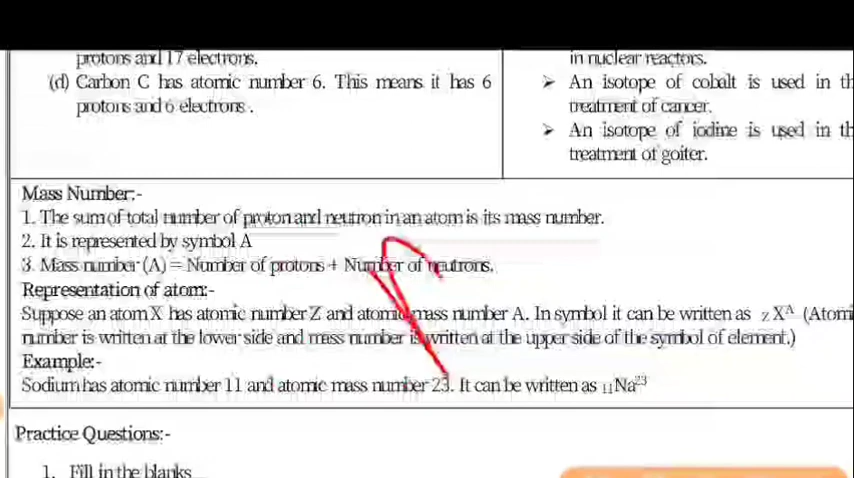 protons and 17 electrons.
(d) Carbon C has atomic number 6. This means it has 6
protons and 6 electrons .
in nuclear reactors.
➢ An isotope of cobalt is used in th
treatment of cancer.
➢ An isotope of iodine is used in th
treatment of goiter.
Mass Number:-
1. The sum of total number of proton and neutron in an atom is its mass number.
2. It is represented by symbol A
3. Mass number (A) = Number of protons + Number of neutrons.
Representation of atom:-
Suppose an atom X has atomic number Z and atomic mass number A. In symbol it can be written as ZXᴬ (Atomi
number is written at the lower side and mess number is written at the upper side of the symbol of element.)
Example:-
Sodium has atomic number 11 and atomic mass number 23. It can be written as ₁₁Na²³
Practice Questions:-
1. Fill in the blanks